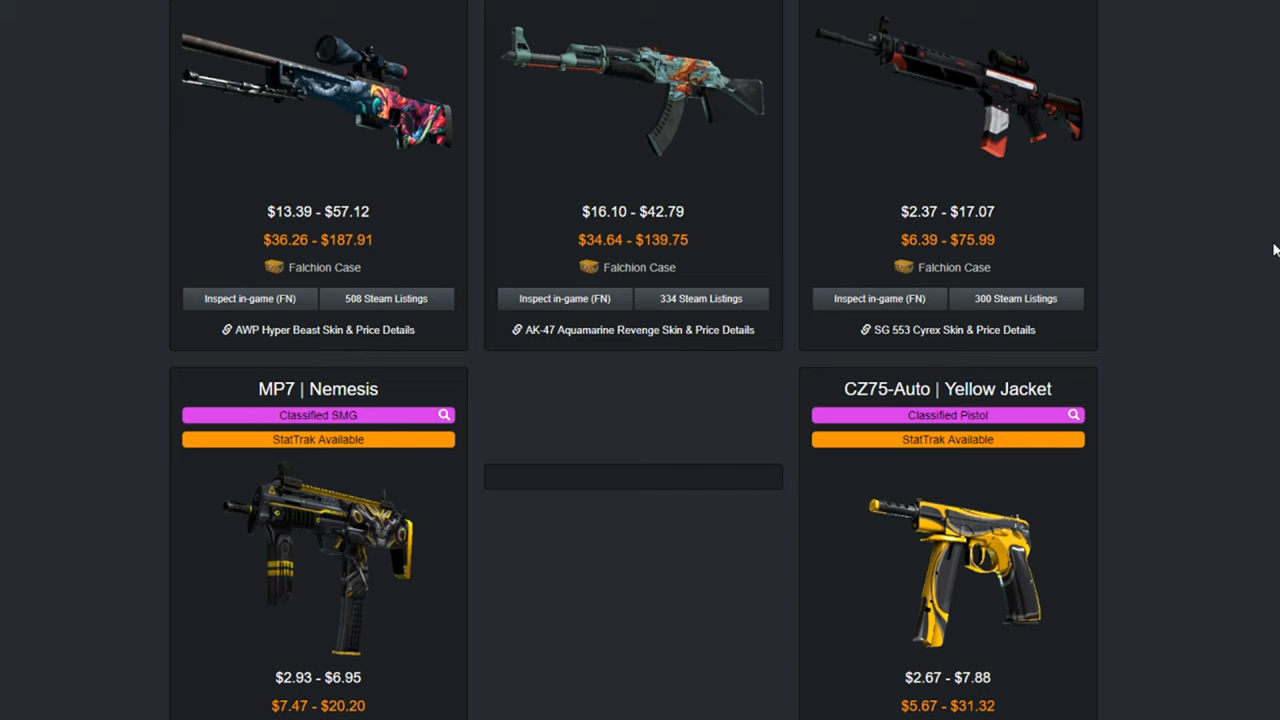 $13.39 - $57.12
$36.26 - $187.91
Falchion Case
Inspect in-game (FN)
508 Steam Listings
AWP Hyper Beast Skin & Price Details
$16.10 - $42.79
$34.64 - $139.75
Falchion Case
Inspect in-game (FN)
334 Steam Listings
AK-47 Aquamarine Revenge Skin & Price Details
$2.37 - $17.07
$6.39 - $75.99
Falchion Case
Inspect in-game (FN)
300 Steam Listings
SG 553 Cyrex Skin & Price Details
MP7 | Nemesis
Classified SMG
StatTrak Available
$2.93 - $6.95
$7.47 - $20.20
CZ75-Auto | Yellow Jacket
Classified Pistol
StatTrak Available
$2.67 - $7.88
$5.67 - $31.32